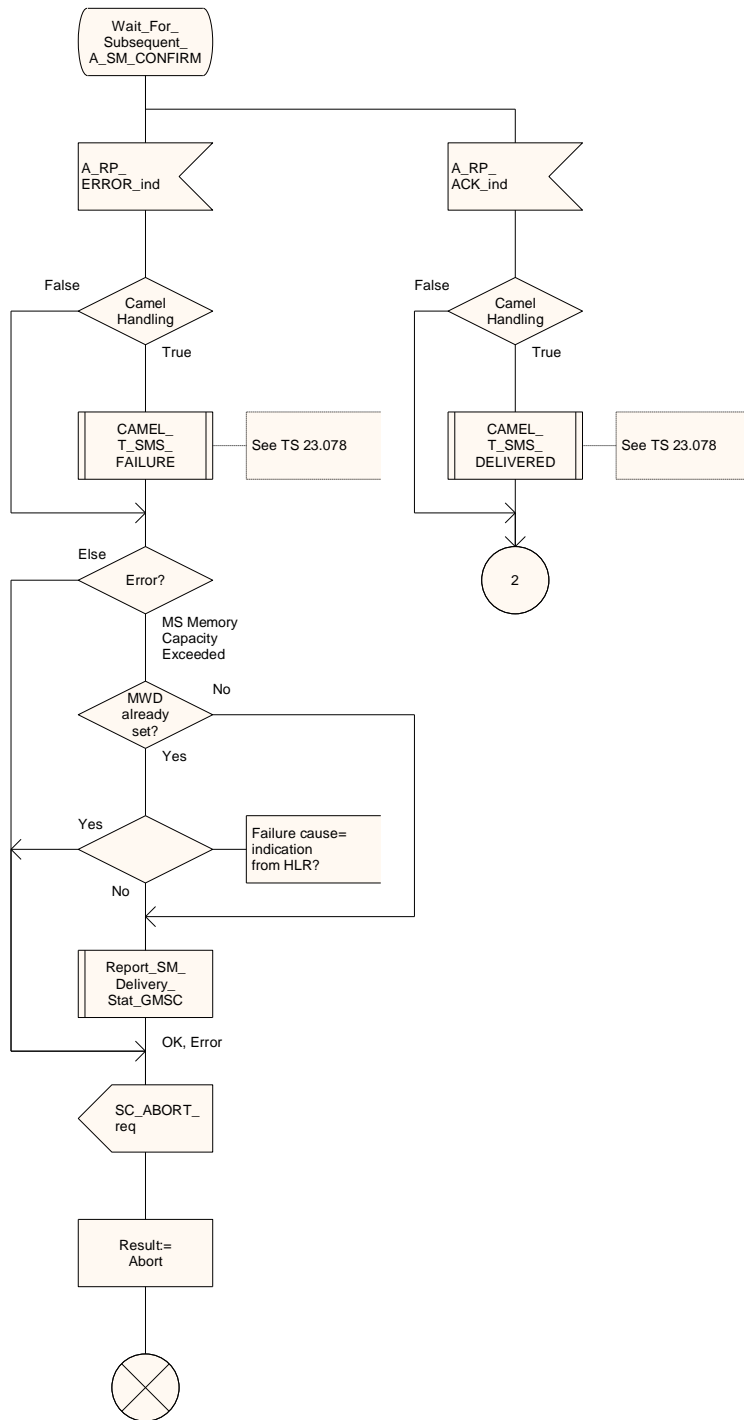 Wait_For_
Subsequent_
A_SM_CONFIRM
A_RP_
ERROR_ind
A_RP_
ACK_ind
False
Camel
Handling
True
False
Camel
Handling
True
CAMEL_
T_SMS_
FAILURE
See TS 23.078
CAMEL_
T_SMS_
DELIVERED
See TS 23.078
Else
Error?
2
MS Memory
Capacity
Exceeded
MWD
already
set?
No
Yes
Yes
Failure cause=
indication
from HLR?
No
Report_SM_
Delivery_
Stat_GMSC
OK, Error
SC_ABORT_
req
Result:=
Abort